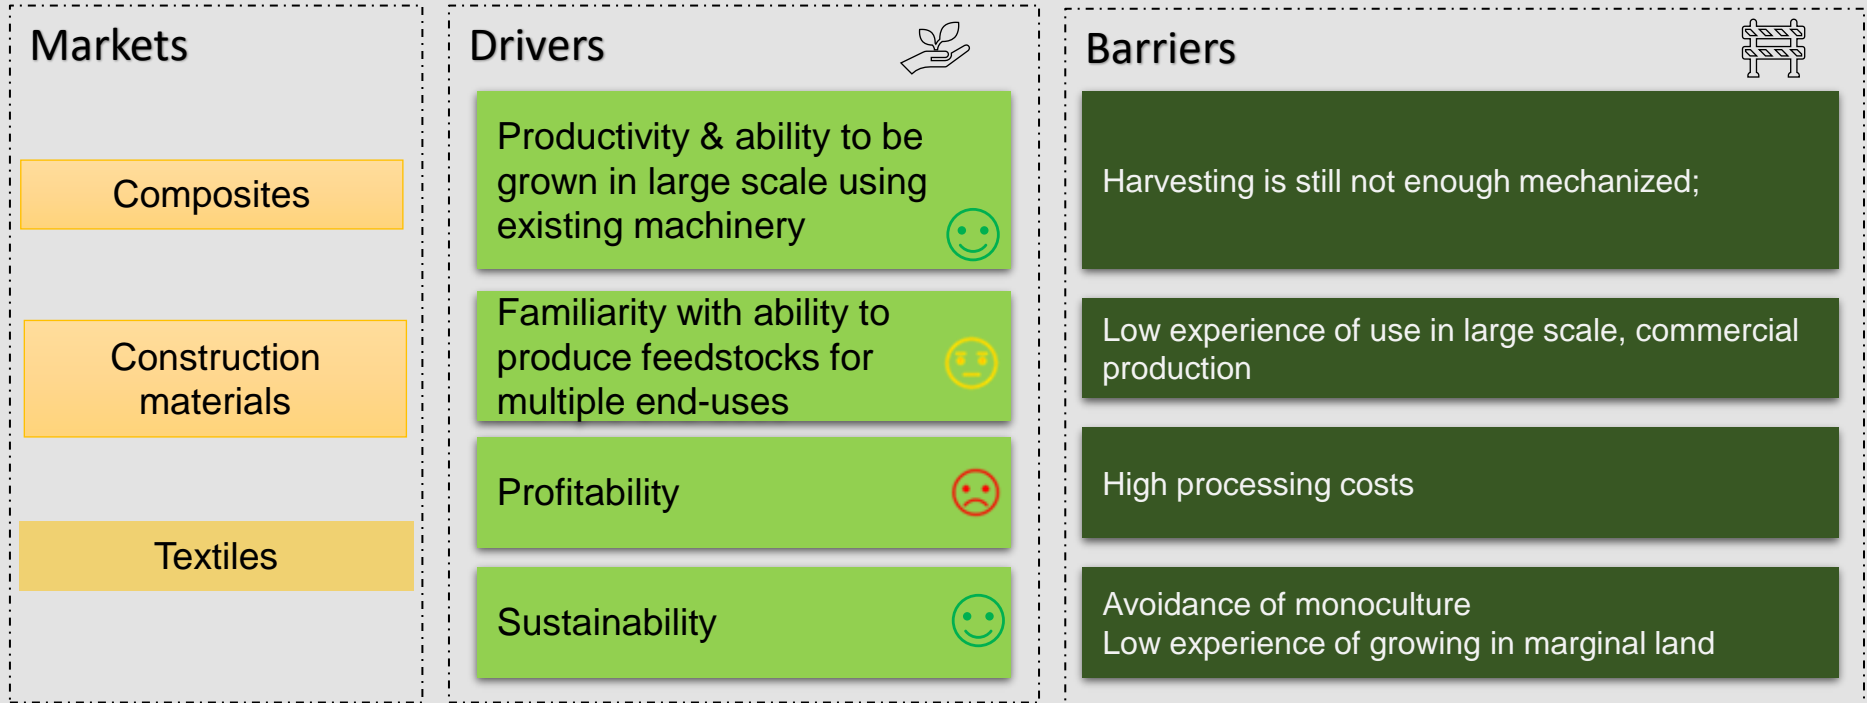 Markets
Composites
Construction
materials
Textiles
Drivers
Productivity & ability to be
grown in large scale using
existing machinery
Familiarity with ability to
produce feedstocks for
multiple end-uses
Profitability
Sustainability
Barriers
Harvesting is still not enough mechanized;
Low experience of use in large scale, commercial
production
High processing costs
Avoidance of monoculture
Low experience of growing in marginal land